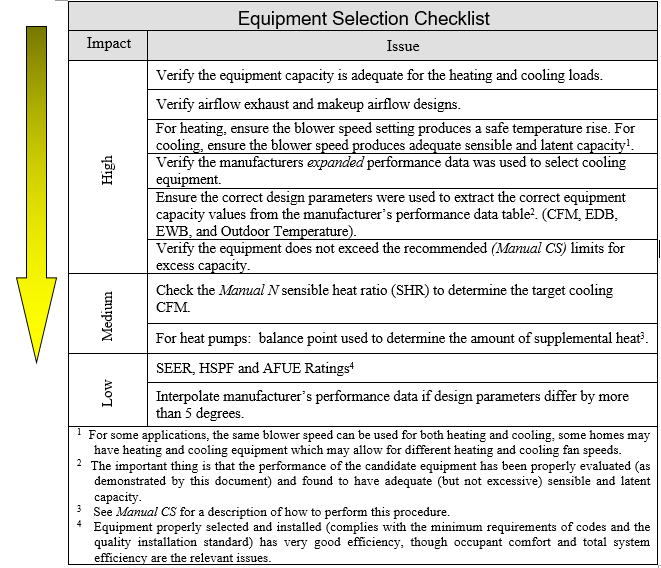 Equipment Selection Checklist
Impact
Issue
High
Verify the equipment capacity is adequate for the heating and cooling loads.
Verify airflow exhaust and makeup airflow designs.
For heating, ensure the blower speed setting produces a safe temperature rise. For
cooling, ensure the blower speed produces adequate sensible and latent capacity¹.
Verify the manufacturers expanded performance data was used to select cooling
equipment.
Ensure the correct design parameters were used to extract the correct equipment
capacity values from the manufacturer's performance data table². (CFM, EDB,
EWB, and Outdoor Temperature).
Verify the equipment does not exceed the recommended (Manual CS) limits for
excess capacity.
Medium
Check the Manual N sensible heat ratio (SHR) to determine the target cooling
CFM.
For heat pumps: balance point used to determine the amount of supplemental heat³.
Low
SEER, HSPF and AFUE Ratings⁴
Interpolate manufacturer's performance data if design parameters differ by more
than 5 degrees.
¹ For some applications, the same blower speed can be used for both heating and cooling, some homes may
have heating and cooling equipment which may allow for different heating and cooling fan speeds.
² The important thing is that the performance of the candidate equipment has been properly evaluated (as
demonstrated by this document) and found to have adequate (but not excessive) sensible and latent
capacity.
³ See Manual CS for a description of how to perform this procedure.
⁴ Equipment properly selected and installed (complies with the minimum requirements of codes and the
quality installation standard) has very good efficiency, though occupant comfort and total system
efficiency are the relevant issues.